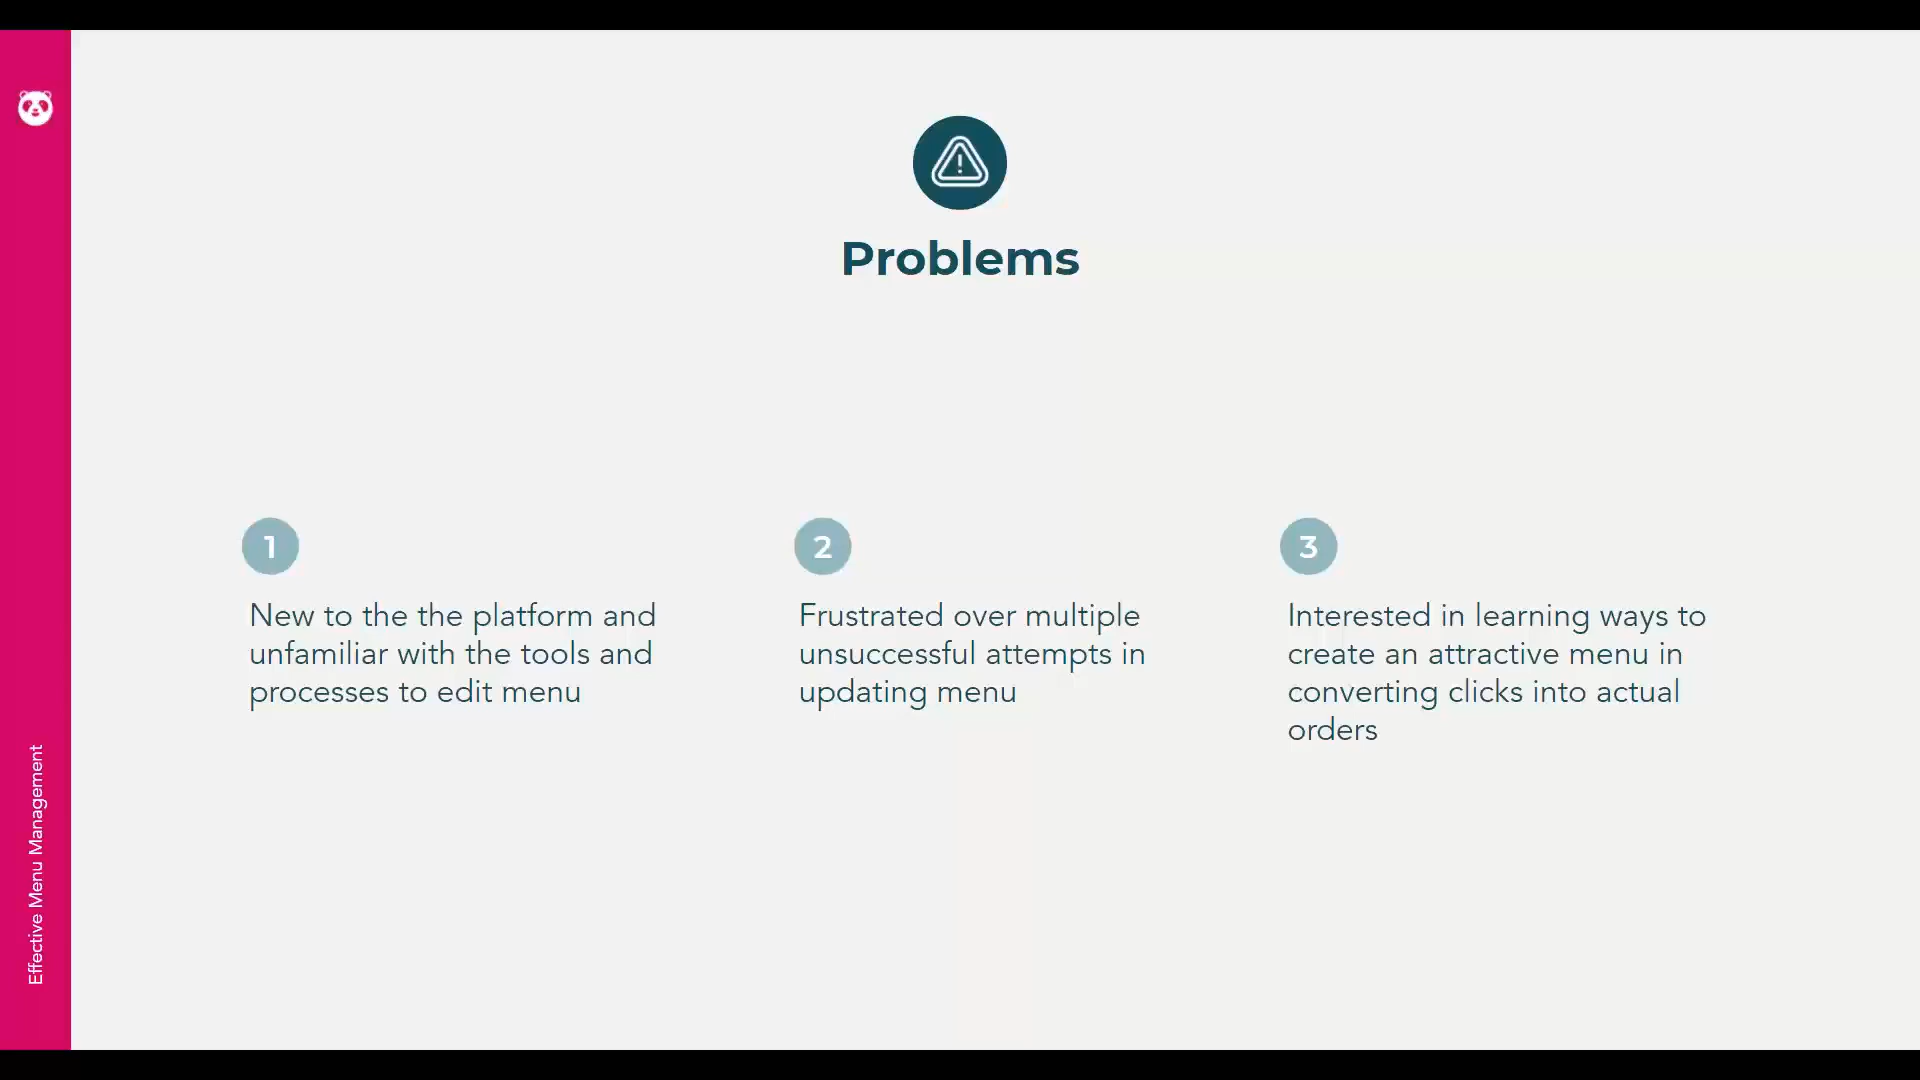 Problems
1
New to the the platform and
unfamiliar with the tools and
processes to edit menu
2
Frustrated over multiple
unsuccessful attempts in
updating menu
3
Interested in learning ways to
create an attractive menu in
converting clicks into actual
orders
Effective Menu Management